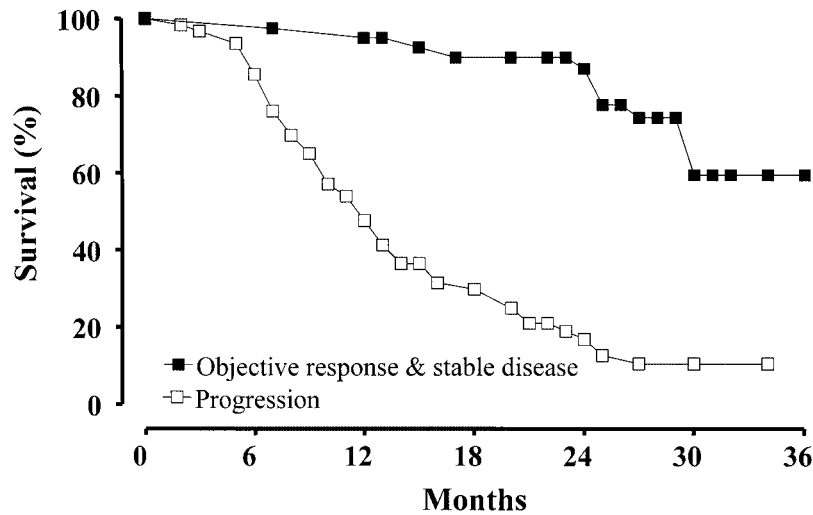 100
80
60
40
20
0
Survival (%)
Objective response & stable disease
Progression
0 6 12 18 24 30 36
Months